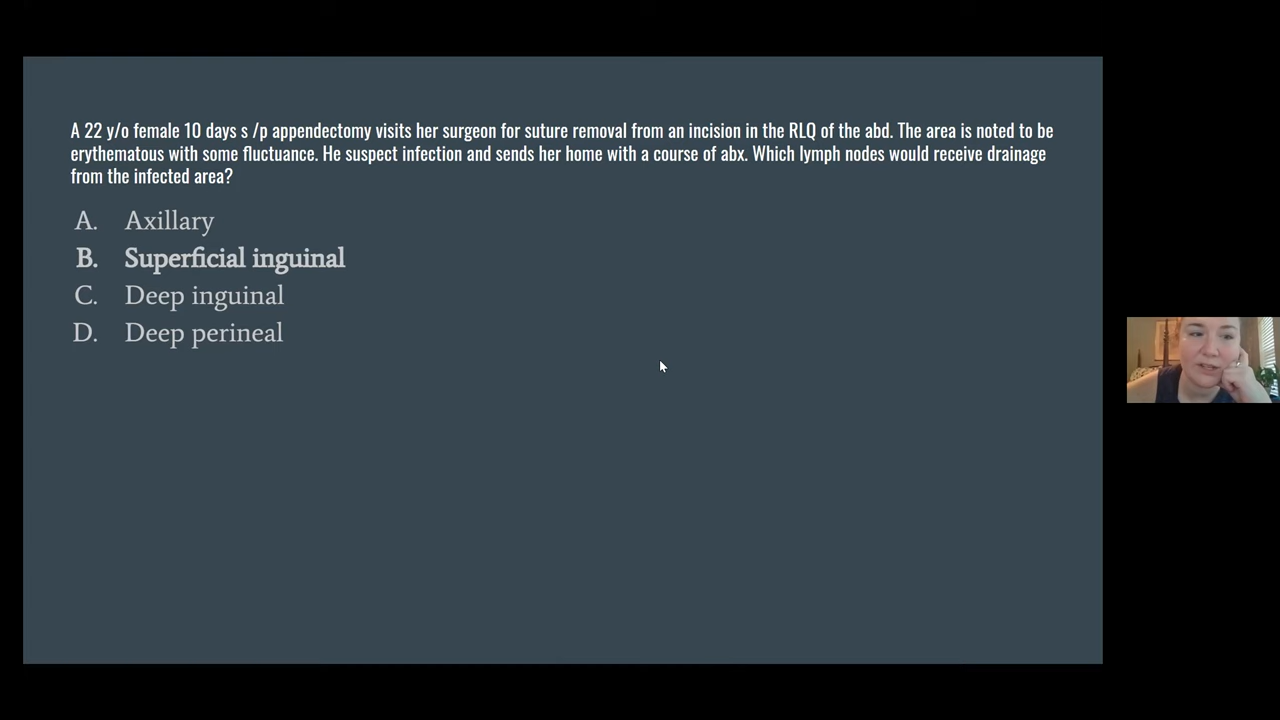 A 22 y/o female 10 days s /p appendectomy visits her surgeon for suture removal from an incision in the RLQ of the abd. The area is noted to be
erythematous with some fluctuance. He suspect infection and sends her home with a course of abx. Which lymph nodes would receive drainage
from the infected area?
A. Axillary
B. Superficial inguinal
C. Deep inguinal
D. Deep perineal